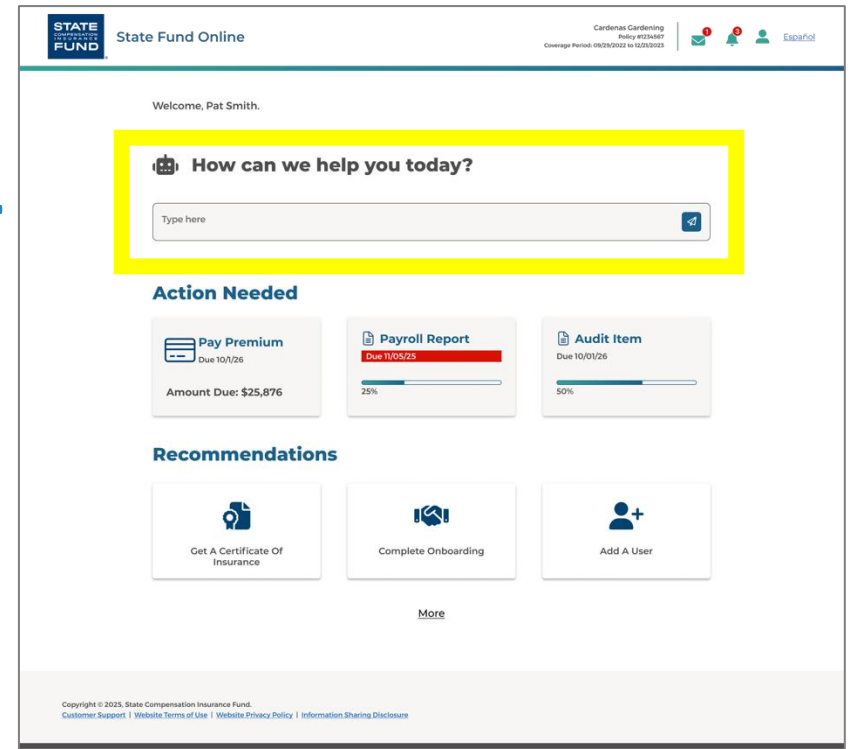 STATE
COMPENSATION
INSURANCE
FUND
State Fund Online
Cardenas Gardening
Policy #1234567
Coverage Period: 09/29/2022 to 12/23/2023
1
3
Español
Welcome, Pat Smith.
How can we help you today?
Type here
Action Needed
Pay Premium
Due 10/1/26
Amount Due: $25,876
Payroll Report
Due 11/05/25
25%
Audit Item
Due 10/01/26
50%
Recommendations
Get A Certificate Of
Insurance
Complete Onboarding
Add A User
More
Copyright © 2025, State Compensation Insurance Fund.
Customer Support | Website Terms of Use | Website Privacy Policy | Information Sharing Disclosure